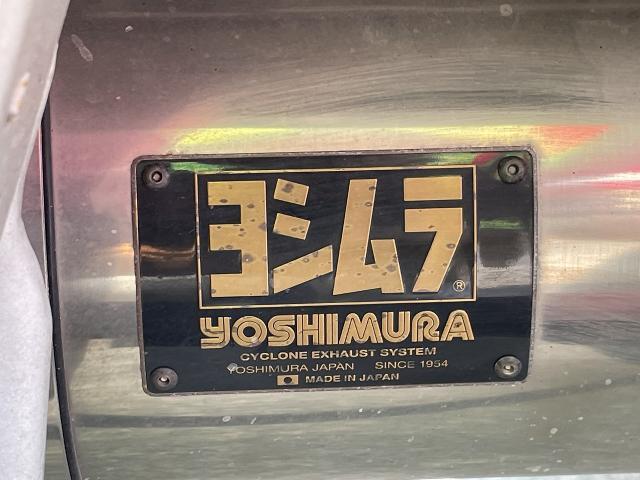 ヨシムラ®
YOSHIMURA
CYCLONE EXHAUST SYSTEM
YOSHIMURA JAPAN SINCE 1954
MADE IN JAPAN